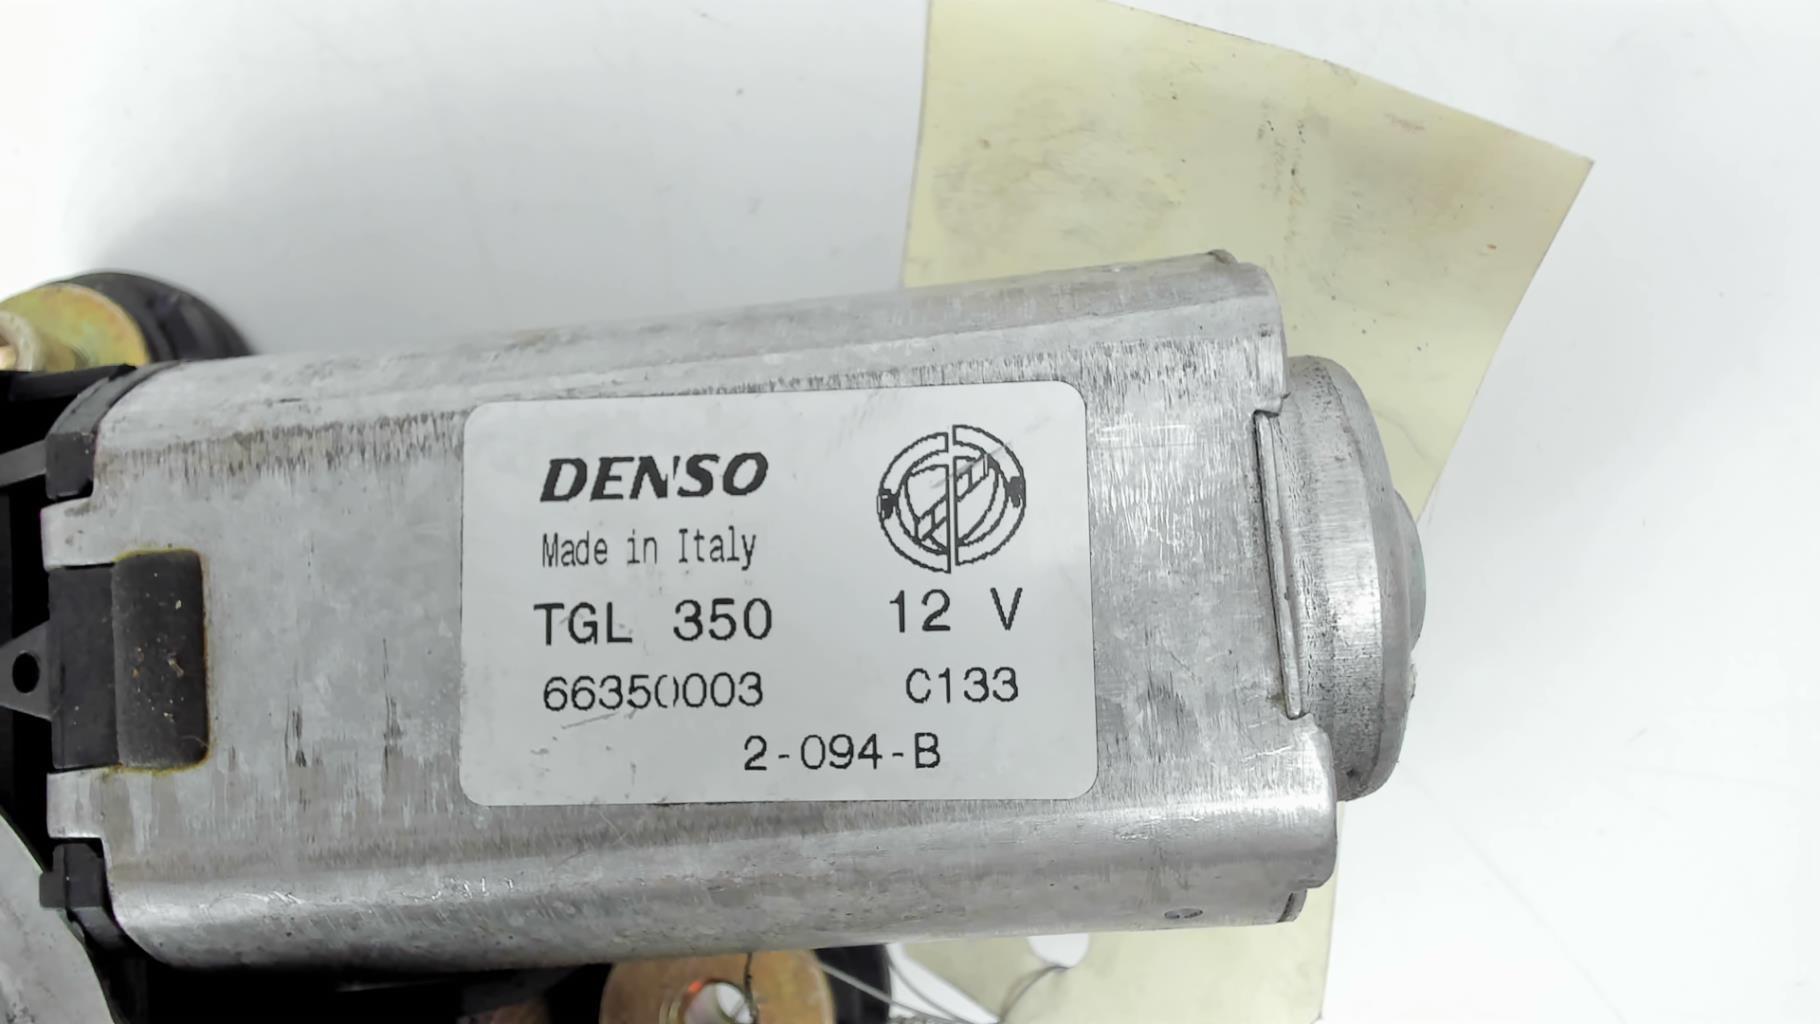 DENSO
Made in Italy
TGL 350 12 V
66350003 C133
2-094-B